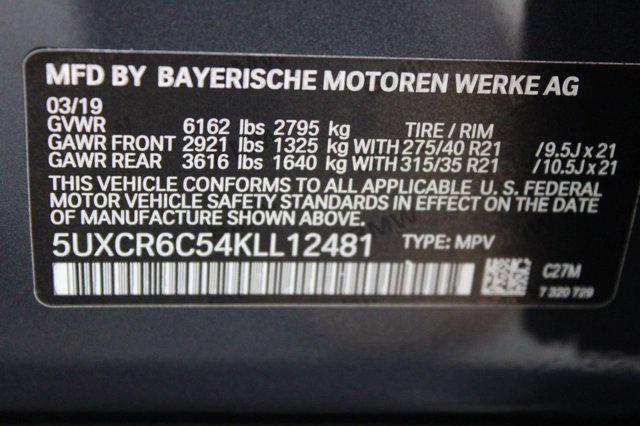 MFD BY BAYERISCHE MOTOREN WERKE AG
03/19
GVWR 6162 lbs 2795 kg TIRE / RIM
GAWR FRONT 2921 lbs 1325 kg WITH 275/40 R21 /9.5J x 21
GAWR REAR 3616 lbs 1640 kg WITH 315/35 R21 /10.5J x 21
THIS VEHICLE CONFORMS TO ALL APPLICABLE U.S. FEDERAL
MOTOR VEHICLE SAFETY STANDARDS IN EFFECT ON THE DATE
OF MANUFACTURE SHOWN ABOVE.
5UXCR6C54KLL12481 TYPE: MPV
C27M
7 320 729